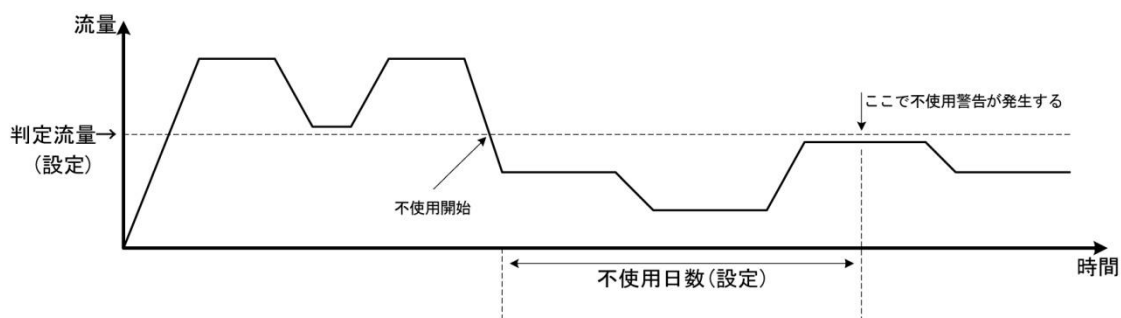 流量
ここで不使用警告が発生する
判定流量→
(設定)
不使用開始
時間
不使用日数(設定)